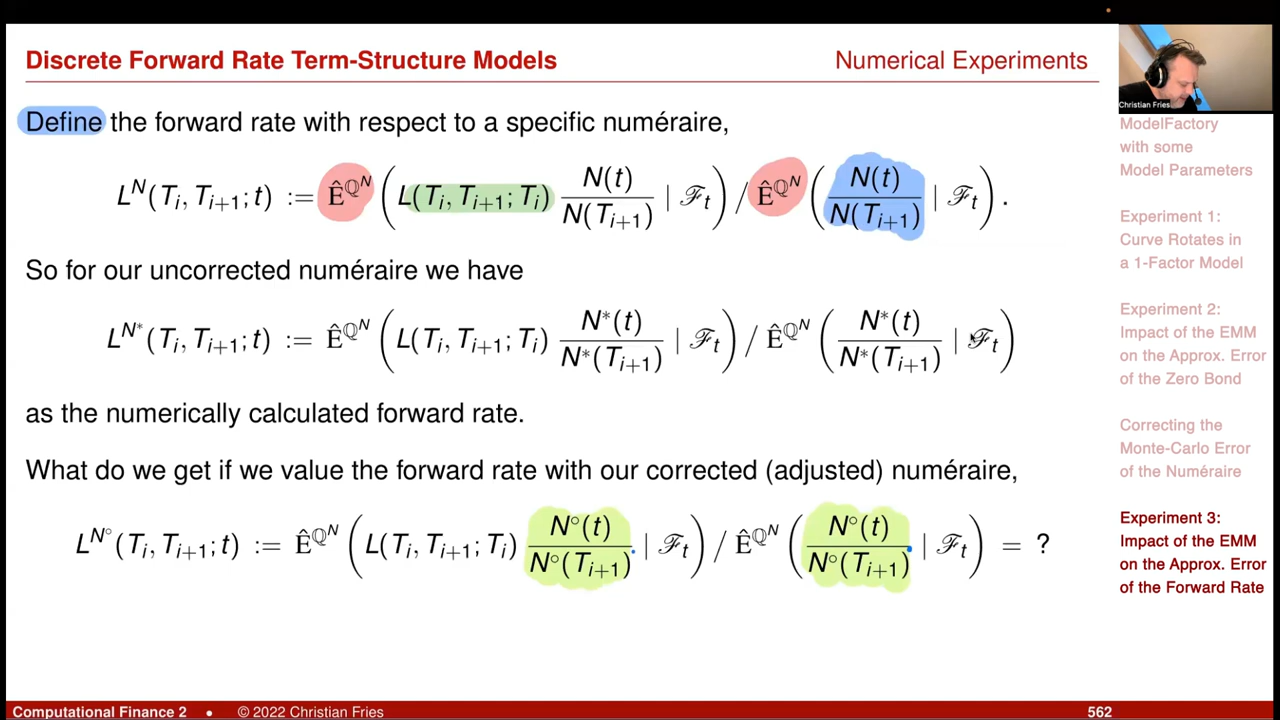 Discrete Forward Rate Term-Structure Models
Numerical Experiments
Christian Fries
Define the forward rate with respect to a specific numéraire,
L^N(T_i, T_{i+1}; t) := Ê^{ℚ^N} ( L(T_i, T_{i+1}; T_i) N(t)/N(T_{i+1}) | ℱ_t ) / Ê^{ℚ^N} ( N(t)/N(T_{i+1}) | ℱ_t ) .
So for our uncorrected numéraire we have
L^{N*}(T_i, T_{i+1}; t) := Ê^{ℚ^N} ( L(T_i, T_{i+1}; T_i) N*(t)/N*(T_{i+1}) | ℱ_t ) / Ê^{ℚ^N} ( N*(t)/N*(T_{i+1}) | ℱ_t )
as the numerically calculated forward rate.
What do we get if we value the forward rate with our corrected (adjusted) numéraire,
L^{N°}(T_i, T_{i+1}; t) := Ê^{ℚ^N} ( L(T_i, T_{i+1}; T_i) N°(t)/N°(T_{i+1}) | ℱ_t ) / Ê^{ℚ^N} ( N°(t)/N°(T_{i+1}) | ℱ_t ) = ?
ModelFactory
with some
Model Parameters
Experiment 1:
Curve Rotates in
a 1-Factor Model
Experiment 2:
Impact of the EMM
on the Approx. Error
of the Zero Bond
Correcting the
Monte-Carlo Error
of the Numéraire
Experiment 3:
Impact of the EMM
on the Approx. Error
of the Forward Rate
Computational Finance 2 • © 2022 Christian Fries
562